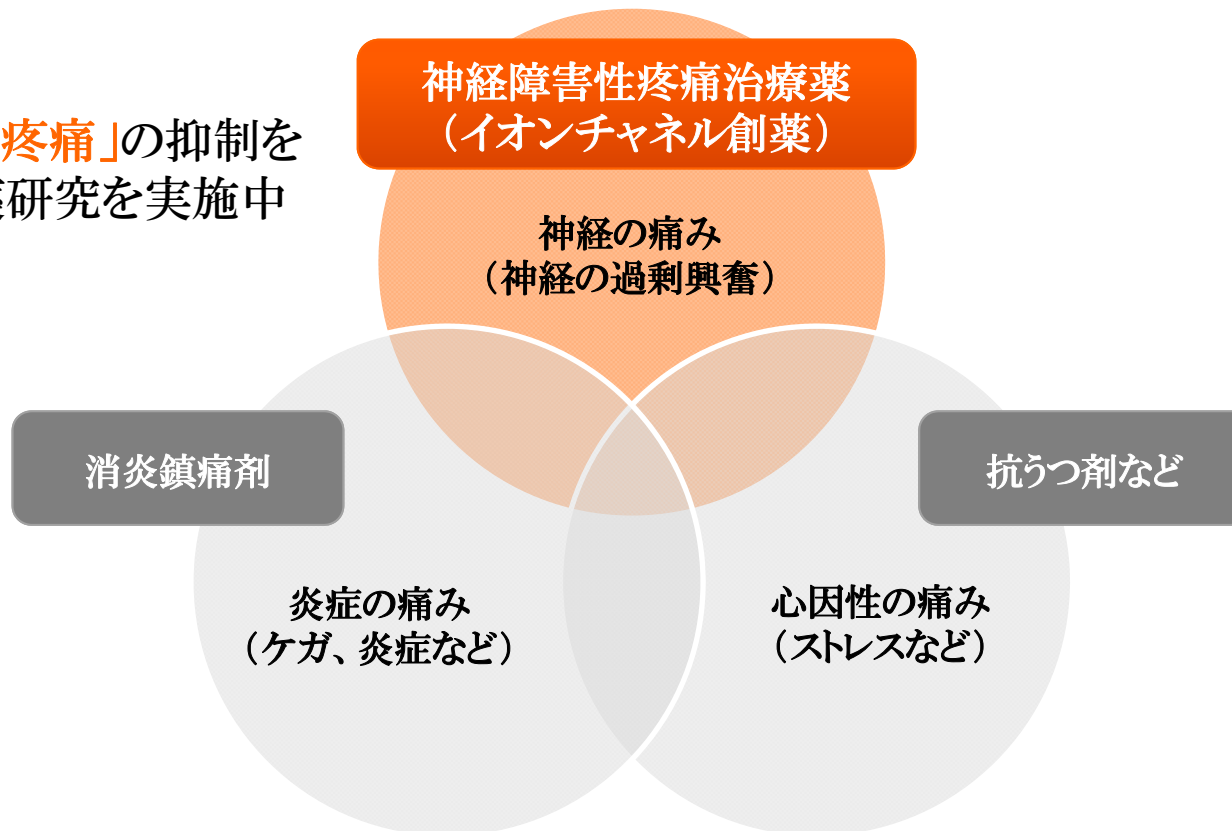 神経障害性疼痛治療薬
（イオンチャネル創薬）
疼痛」の抑制を
研究を実施中
神経の痛み
（神経の過剰興奮）
消炎鎮痛剤
抗うつ剤など
炎症の痛み
（ケガ、炎症など）
心因性の痛み
（ストレスなど）